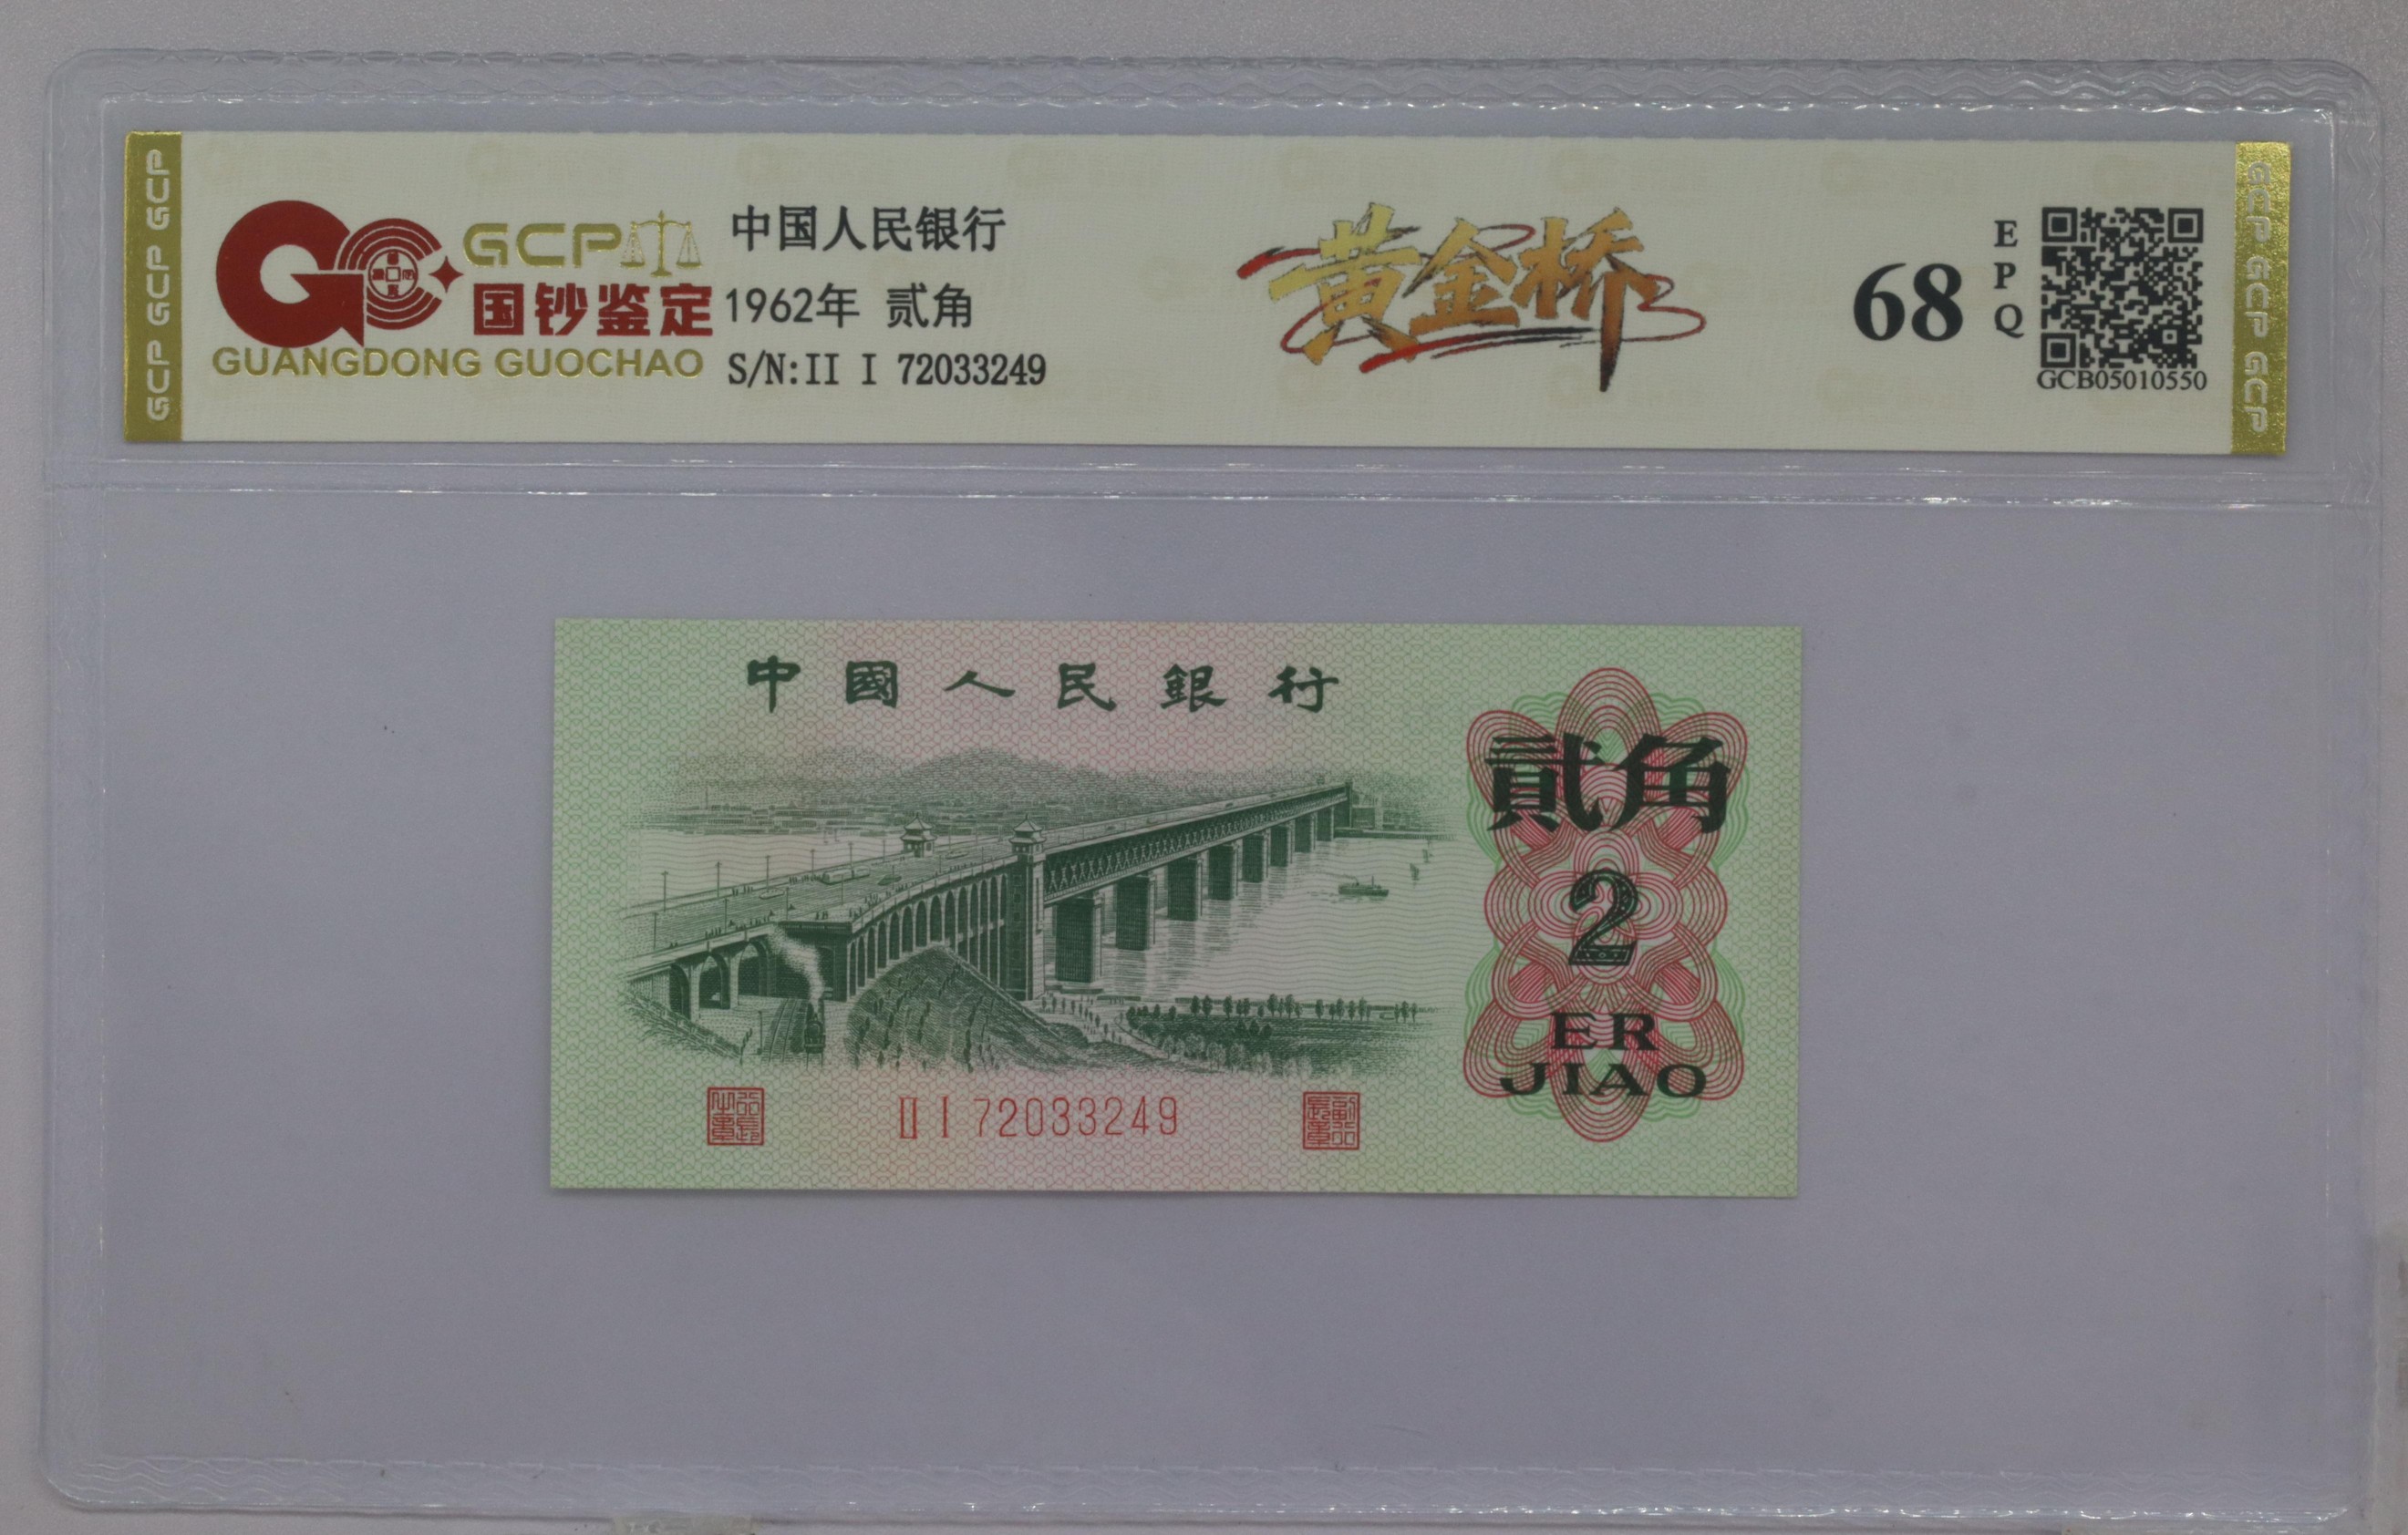 GCP GCP GCP
GCP
国钞鉴定
GUANGDONG GUOCHAO
中国人民银行
1962年 贰角
S/N:II I 72033249
黄金桥
68
EPQ
GCB05010550
GCP GCP GCP
中國人民銀行
貳角
2
ER
JIAO
II I 72033249